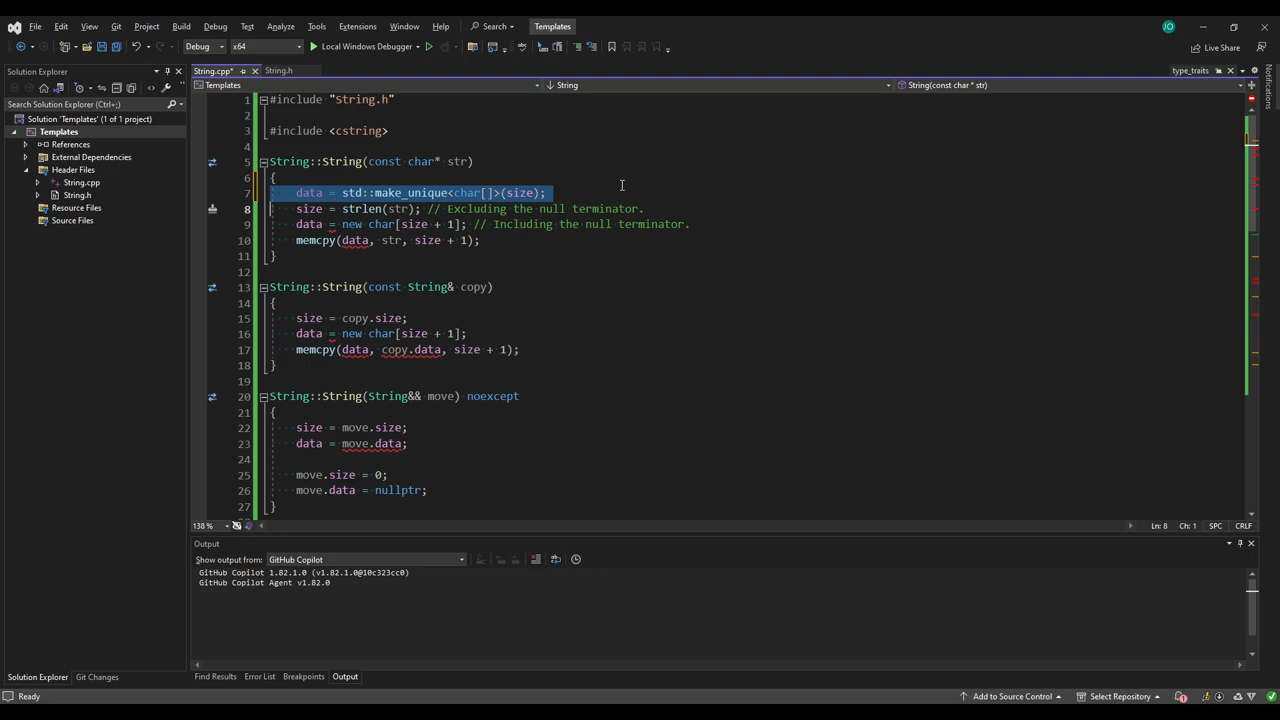 File Edit View Git Project Build Debug Test Analyze Tools Extensions Window Help Search Templates JO
Debug x64 Local Windows Debugger Live Share
Solution Explorer
Search Solution Explorer (Ctrl+;)
Solution 'Templates' (1 of 1 project)
Templates
References
External Dependencies
Header Files
String.cpp
String.h
Resource Files
Source Files
String.cpp* String.h type_traits
Templates String String(const char * str)
1 #include "String.h"
2
3 #include <cstring>
4
5 String::String(const char* str)
6 {
7 data = std::make_unique<char[]>(size);
8 size = strlen(str); // Excluding the null terminator.
9 data = new char[size + 1]; // Including the null terminator.
10 memcpy(data, str, size + 1);
11 }
12
13 String::String(const String& copy)
14 {
15 size = copy.size;
16 data = new char[size + 1];
17 memcpy(data, copy.data, size + 1);
18 }
19
20 String::String(String&& move) noexcept
21 {
22 size = move.size;
23 data = move.data;
24
25 move.size = 0;
26 move.data = nullptr;
27 }
138 % Ln: 8 Ch: 1 SPC CRLF
Output
Show output from: GitHub Copilot
GitHub Copilot 1.82.1.0 (v1.82.1.0@10c323cc0)
GitHub Copilot Agent v1.82.0
Solution Explorer Git Changes Find Results Error List Breakpoints Output
Ready Add to Source Control Select Repository 1
Notifications